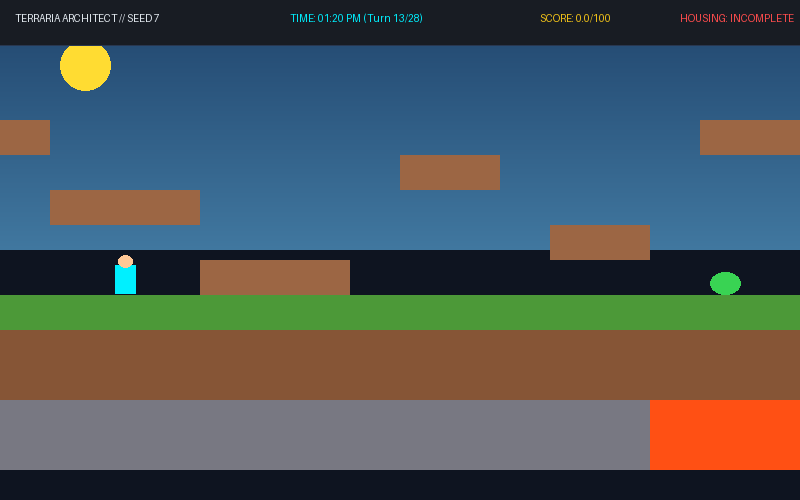 TERRARIA ARCHITECT // SEED 7
TIME: 01:20 PM (Turn 13/28)
SCORE: 0.0/100
HOUSING: INCOMPLETE